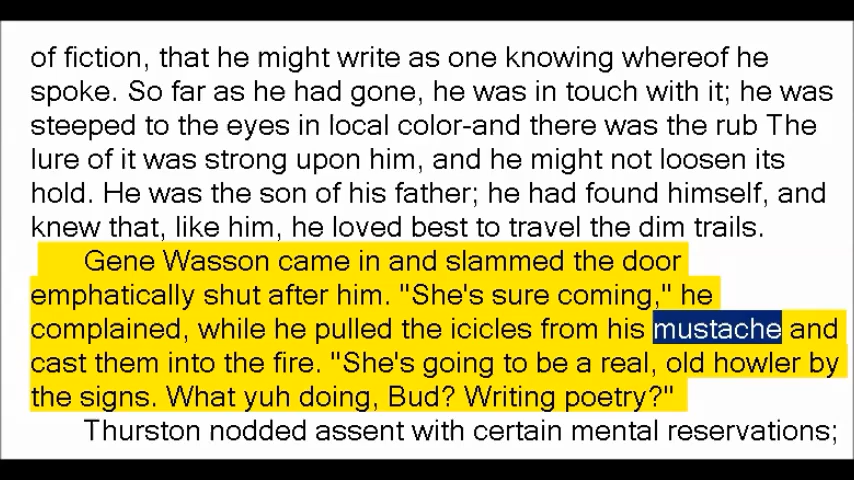 of fiction, that he might write as one knowing whereof he
spoke. So far as he had gone, he was in touch with it; he was
steeped to the eyes in local color-and there was the rub The
lure of it was strong upon him, and he might not loosen its
hold. He was the son of his father; he had found himself, and
knew that, like him, he loved best to travel the dim trails.
Gene Wasson came in and slammed the door
emphatically shut after him. "She's sure coming," he
complained, while he pulled the icicles from his mustache and
cast them into the fire. "She's going to be a real, old howler by
the signs. What yuh doing, Bud? Writing poetry?"
Thurston nodded assent with certain mental reservations;